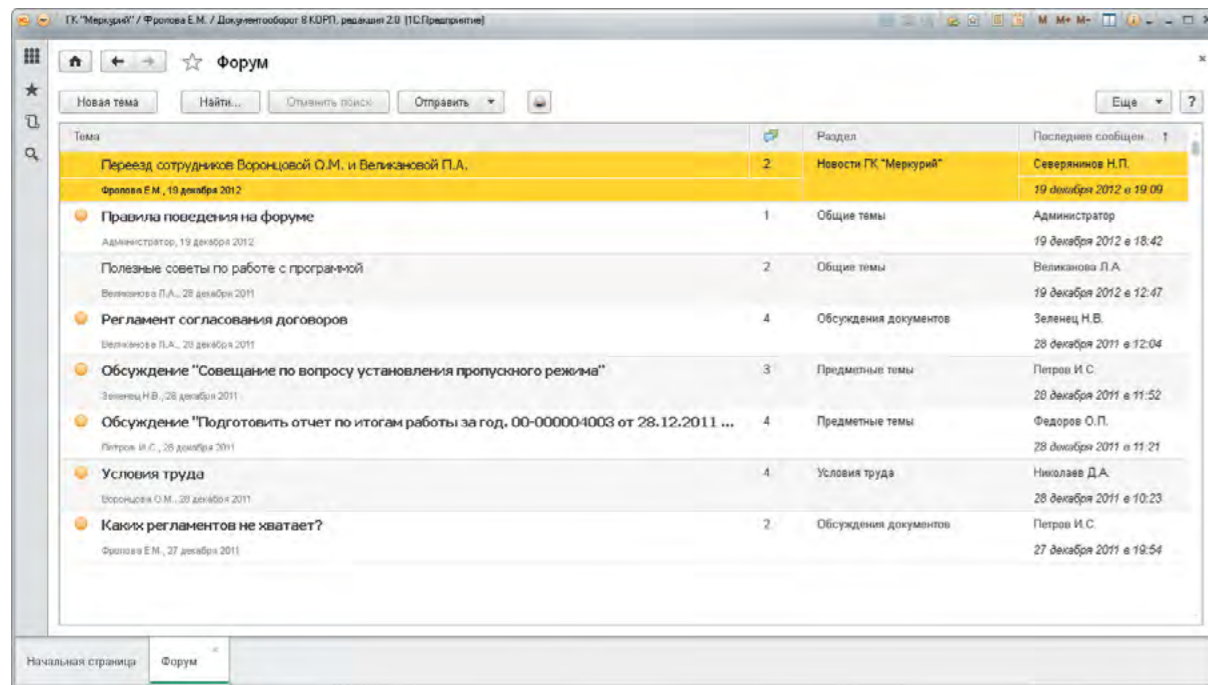 ГК "Меркурий" / Фролова Е.М. / Документооборот 8 КОРП, редакция 2.0 (1С:Предприятие)
M M+ M-
Форум
Новая тема Найти... Отменить поиск Отправить Еще ?
Тема Раздел Последнее сообщен... ↑
Переезд сотрудников Воронцовой О.М. и Великановой П.А. 2 Новости ГК "Меркурий" Северянинов Н.П.
Фролова Е.М., 19 декабря 2012 19 декабря 2012 в 19:09
Правила поведения на форуме 1 Общие темы Администратор
Администратор, 19 декабря 2012 19 декабря 2012 в 18:42
Полезные советы по работе с программой 2 Общие темы Великанова П.А.
Великанова П.А., 28 декабря 2011 19 декабря 2012 в 12:47
Регламент согласования договоров 4 Обсуждения документов Зеленец Н.В.
Великанова П.А., 28 декабря 2011 28 декабря 2011 в 12:04
Обсуждение "Совещание по вопросу установления пропускного режима" 3 Предметные темы Петров И.С.
Зеленец Н.В., 28 декабря 2011 28 декабря 2011 в 11:52
Обсуждение "Подготовить отчет по итогам работы за год. 00-000004003 от 28.12.2011 ... 4 Предметные темы Федоров О.П.
Петров И.С., 28 декабря 2011 28 декабря 2011 в 11:21
Условия труда 4 Условия труда Николаев Д.А.
Воронцова О.М., 28 декабря 2011 28 декабря 2011 в 10:23
Каких регламентов не хватает? 2 Обсуждения документов Петров И.С.
Фролова Е.М., 27 декабря 2011 27 декабря 2011 в 19:54
Начальная страница Форум